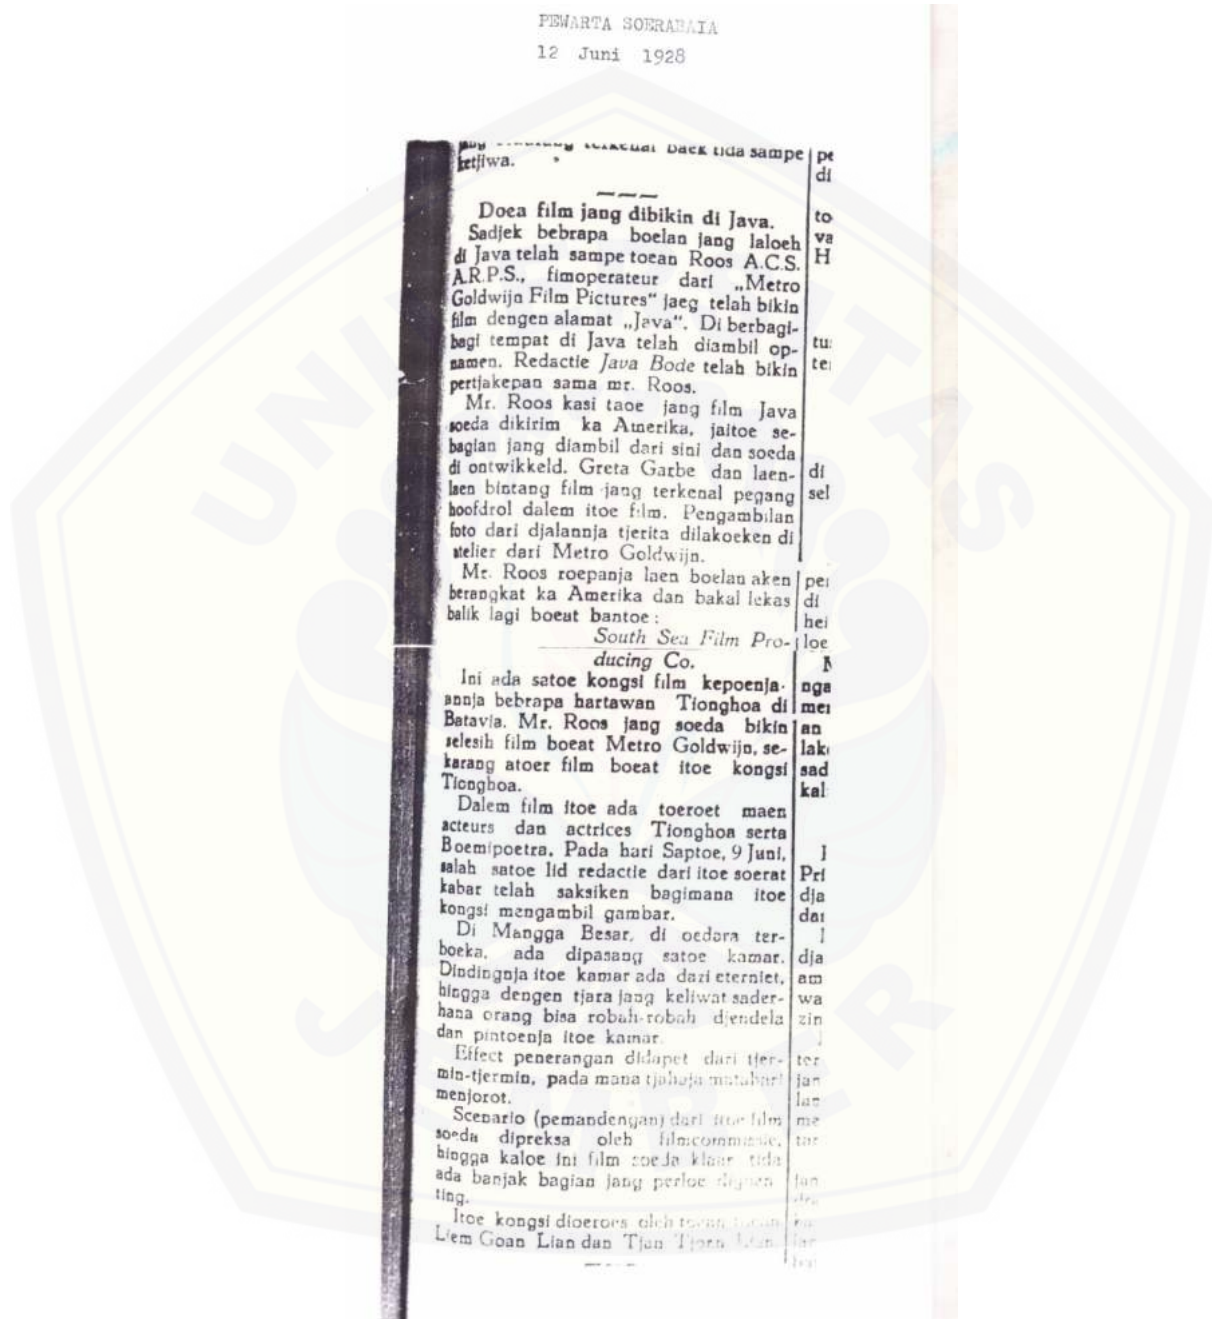 PEWARTA SOERABAIA
12 Juni 1928
terkenal baek tida sampe
ketjiwa.
Doea film jang dibikin di Java.
Sadjek bebrapa boelan jang laloeh
di Java telah sampe toean Roos A.C.S.
A.R.P.S., fimoperateur dari „Metro
Goldwijn Film Pictures“ jaeg telah bikin
film dengen alamat „Java“. Di berbagi-
bagi tempat di Java telah diambil op-
namen. Redactie Java Bode telah bikin
pertjakepan sama mr. Roos.
Mr. Roos kasi taoe jang film Java
soeda dikirim ka Amerika, jaitoe se-
bagian jang diambil dari sini dan soeda
di ontwikkeld. Greta Garbe dan laen-
laen bintang film jang terkenal pegang
hoofdrol dalem itoe film. Pengambilan
foto dari djalannja tjerita dilakoeken di
atelier dari Metro Goldwijn.
Mr. Roos roepanja laen boelan aken
berangkat ka Amerika dan bakal lekas
balik lagi boeat bantoe :
South Sea Film Pro-
ducing Co.
Ini ada satoe kongsi film kepoenja-
annja bebrapa hartawan Tionghoa di
Batavia. Mr. Roos jang soeda bikin
selesih film boeat Metro Goldwijn, se-
karang atoer film boeat itoe kongsi
Tionghoa.
Dalem film itoe ada toeroet maen
acteurs dan actrices Tionghoa serta
Boemipoetra. Pada hari Saptoe, 9 Juni,
salah satoe lid redactie dari itoe soerat
kabar telah saksiken bagimana itoe
kongsi mengambil gambar.
Di Mangga Besar, di oedara ter-
boeka, ada dipasang satoe kamar.
Dindingnja itoe kamar ada dari eterniet,
hingga dengen tjara jang keliwat sader-
hana orang bisa robah-robah djendela
dan pintoenja itoe kamar.
Effect penerangan didapet dari tjer-
min-tjermin, pada mana tjahaja matahari
menjorot.
Scenario (pemandengan) dari itoe film
soeda dipreksa oleh filmcommissie,
hingga kaloe ini film soeda klaar tida
ada banjak bagian jang perloe digoen
ting.
Itoe kongsi dioeroes oleh toean toean
Liem Goan Lian dan Tjan Tjoen Lian.
UNIVERSITAS
JEMBER